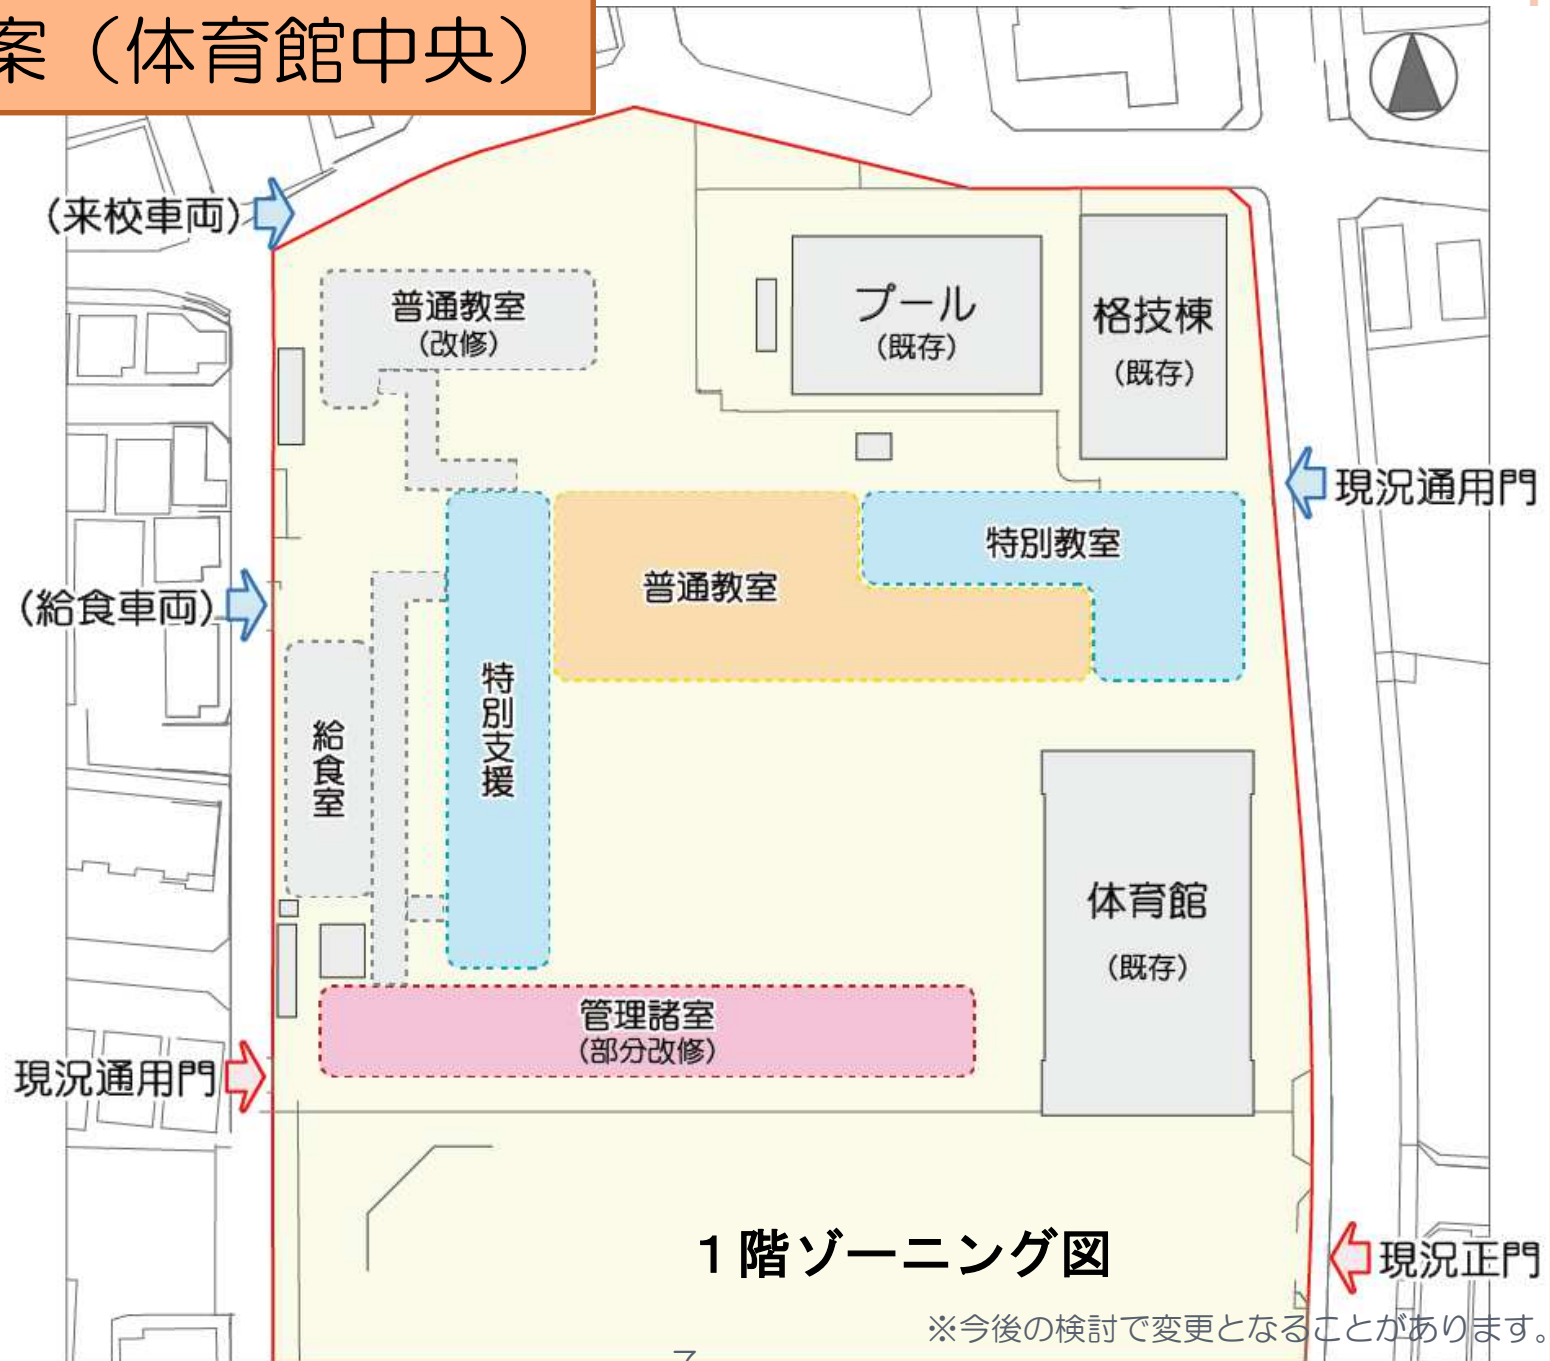 案（体育館中央）
（来校車両）
普通教室
（改修）
プール
（既存）
格技棟
（既存）
現況通用門
特別教室
普通教室
（給食車両）
特別支援
給食室
体育館
（既存）
管理諸室
（部分改修）
現況通用門
１階ゾーニング図
現況正門
※今後の検討で変更となることがあります。